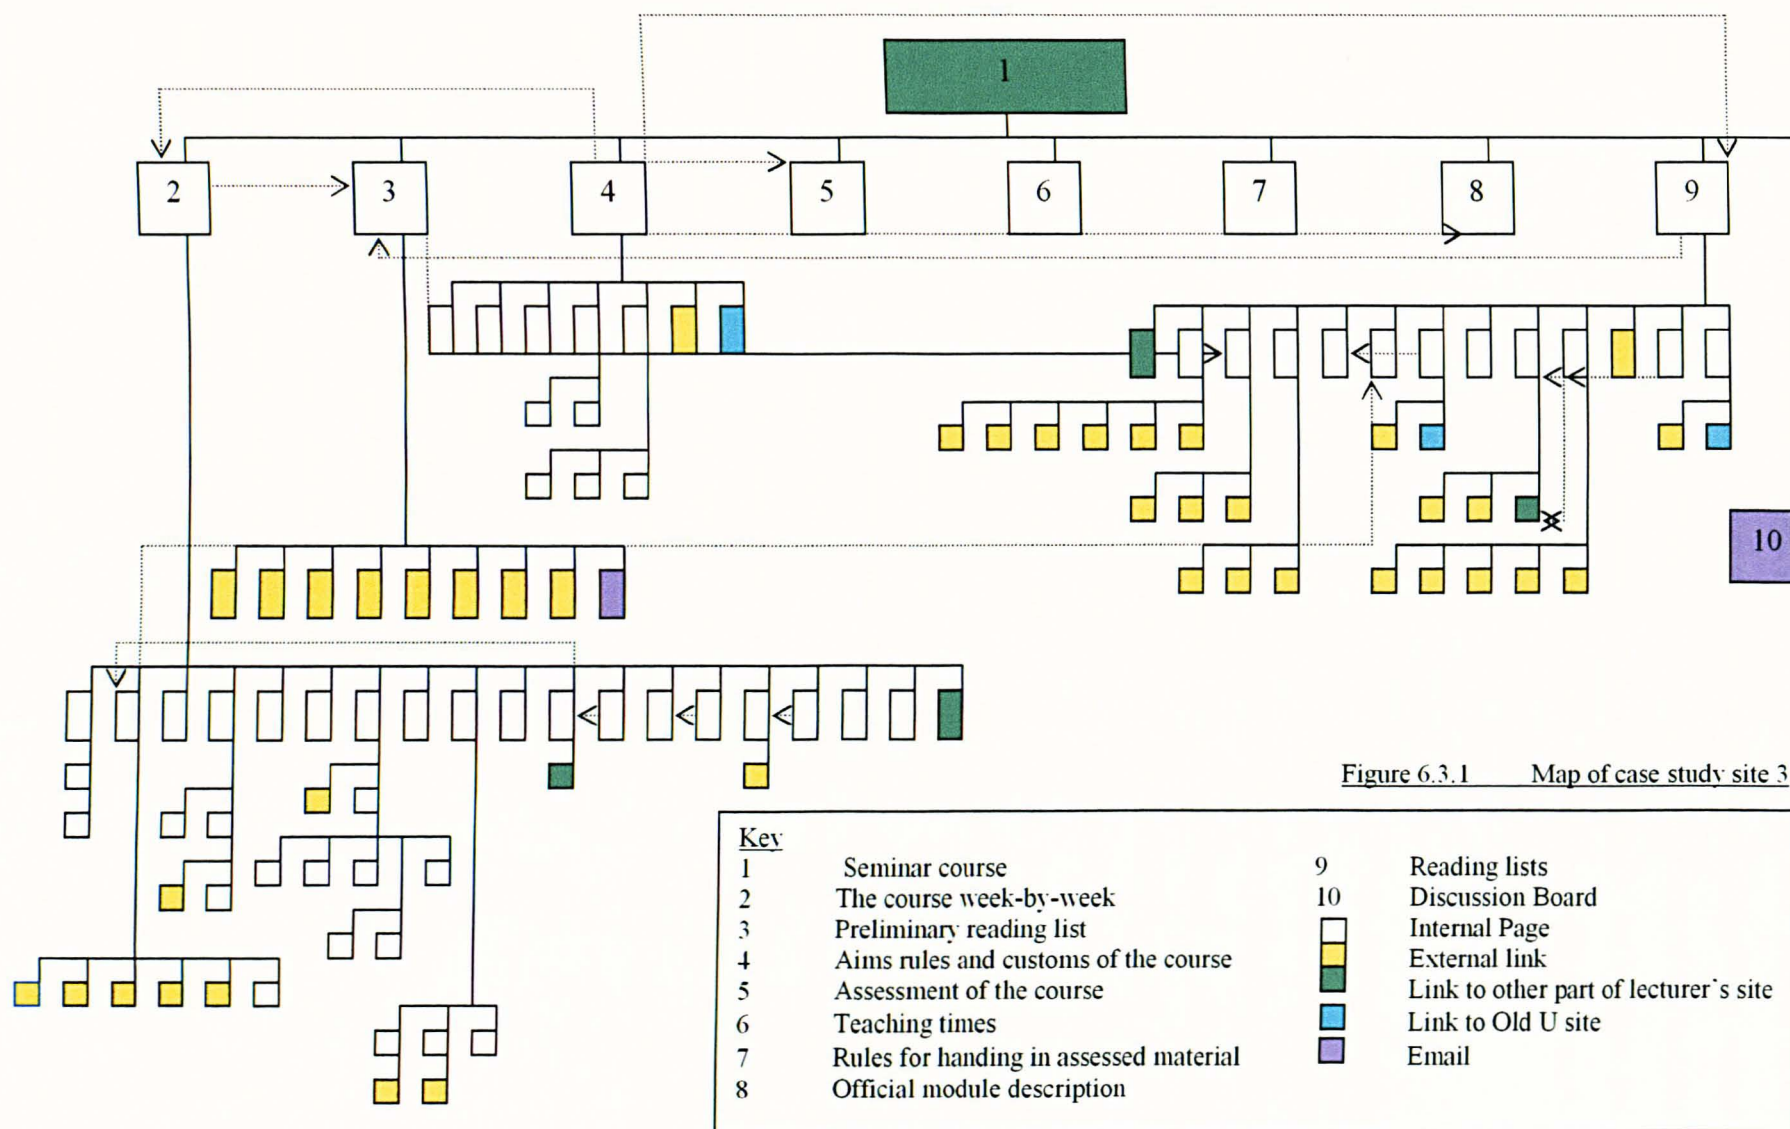 1
2 3 4 5 6 7 8 9
10
Figure 6.3.1 Map of case study site 3
Key
1 Seminar course
2 The course week-by-week
3 Preliminary reading list
4 Aims rules and customs of the course
5 Assessment of the course
6 Teaching times
7 Rules for handing in assessed material
8 Official module description
9 Reading lists
10 Discussion Board
Internal Page
External link
Link to other part of lecturer's site
Link to Old U site
Email